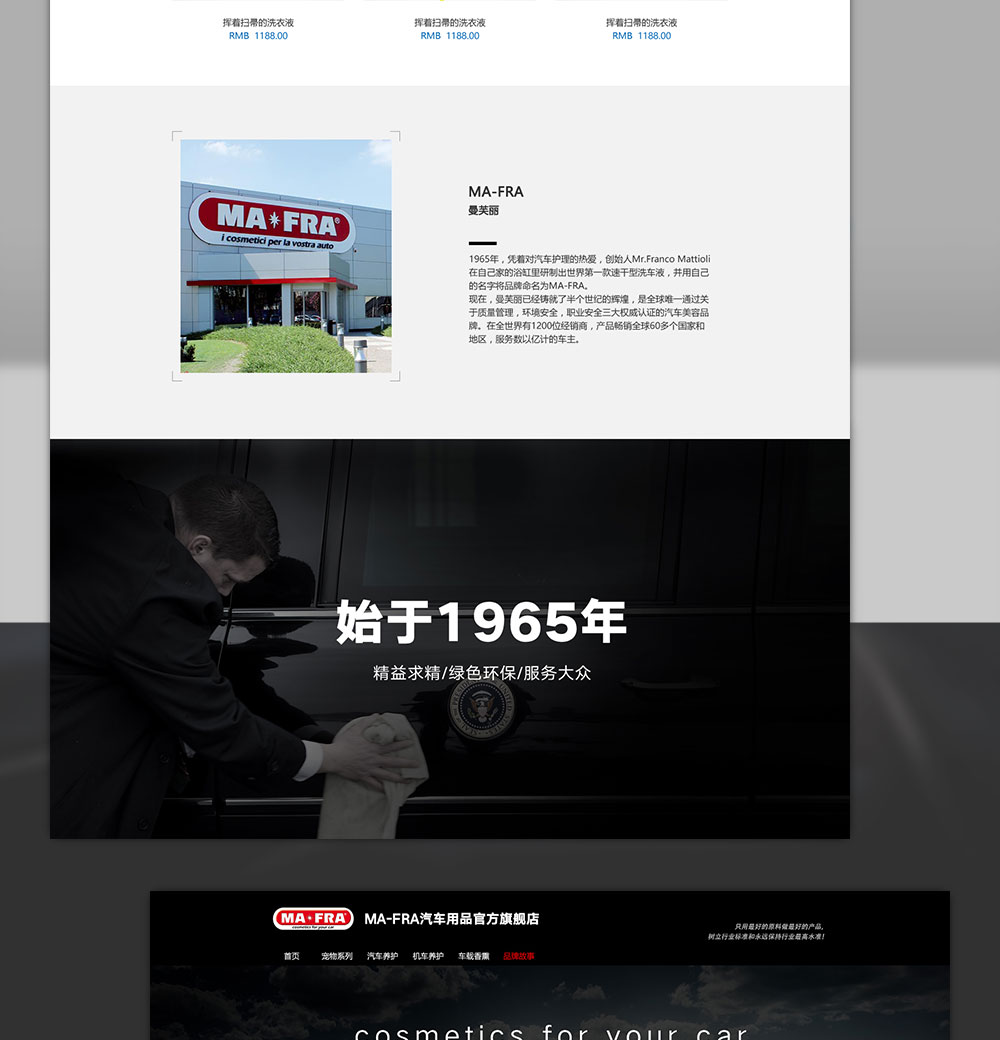 挥着扫帚的洗衣液 挥着扫帚的洗衣液 挥着扫帚的洗衣液
RMB 1188.00 RMB 1188.00 RMB 1188.00
MA FRA®
i cosmetici per la vostra auto
MA-FRA
曼芙丽
1965年，凭着对汽车护理的热爱，创始人Mr.Franco Mattioli
在自己家的浴缸里研制出世界第一款速干型洗车液，并用自己
的名字将品牌命名为MA-FRA。
现在，曼芙丽已经铸就了半个世纪的辉煌，是全球唯一通过关
于质量管理，环境安全，职业安全三大权威认证的汽车美容品
牌。在全世界有1200位经销商，产品畅销全球60多个国家和
地区，服务数以亿计的车主。
始于1965年
精益求精/绿色环保/服务大众
MA FRA
cosmetics for your car
MA-FRA汽车用品官方旗舰店
只用最好的原料做最好的产品,
树立行业标准和永远保持行业最高水准!
首页 宠物系列 汽车养护 机车养护 车载香熏 品牌故事
cosmetics for your car